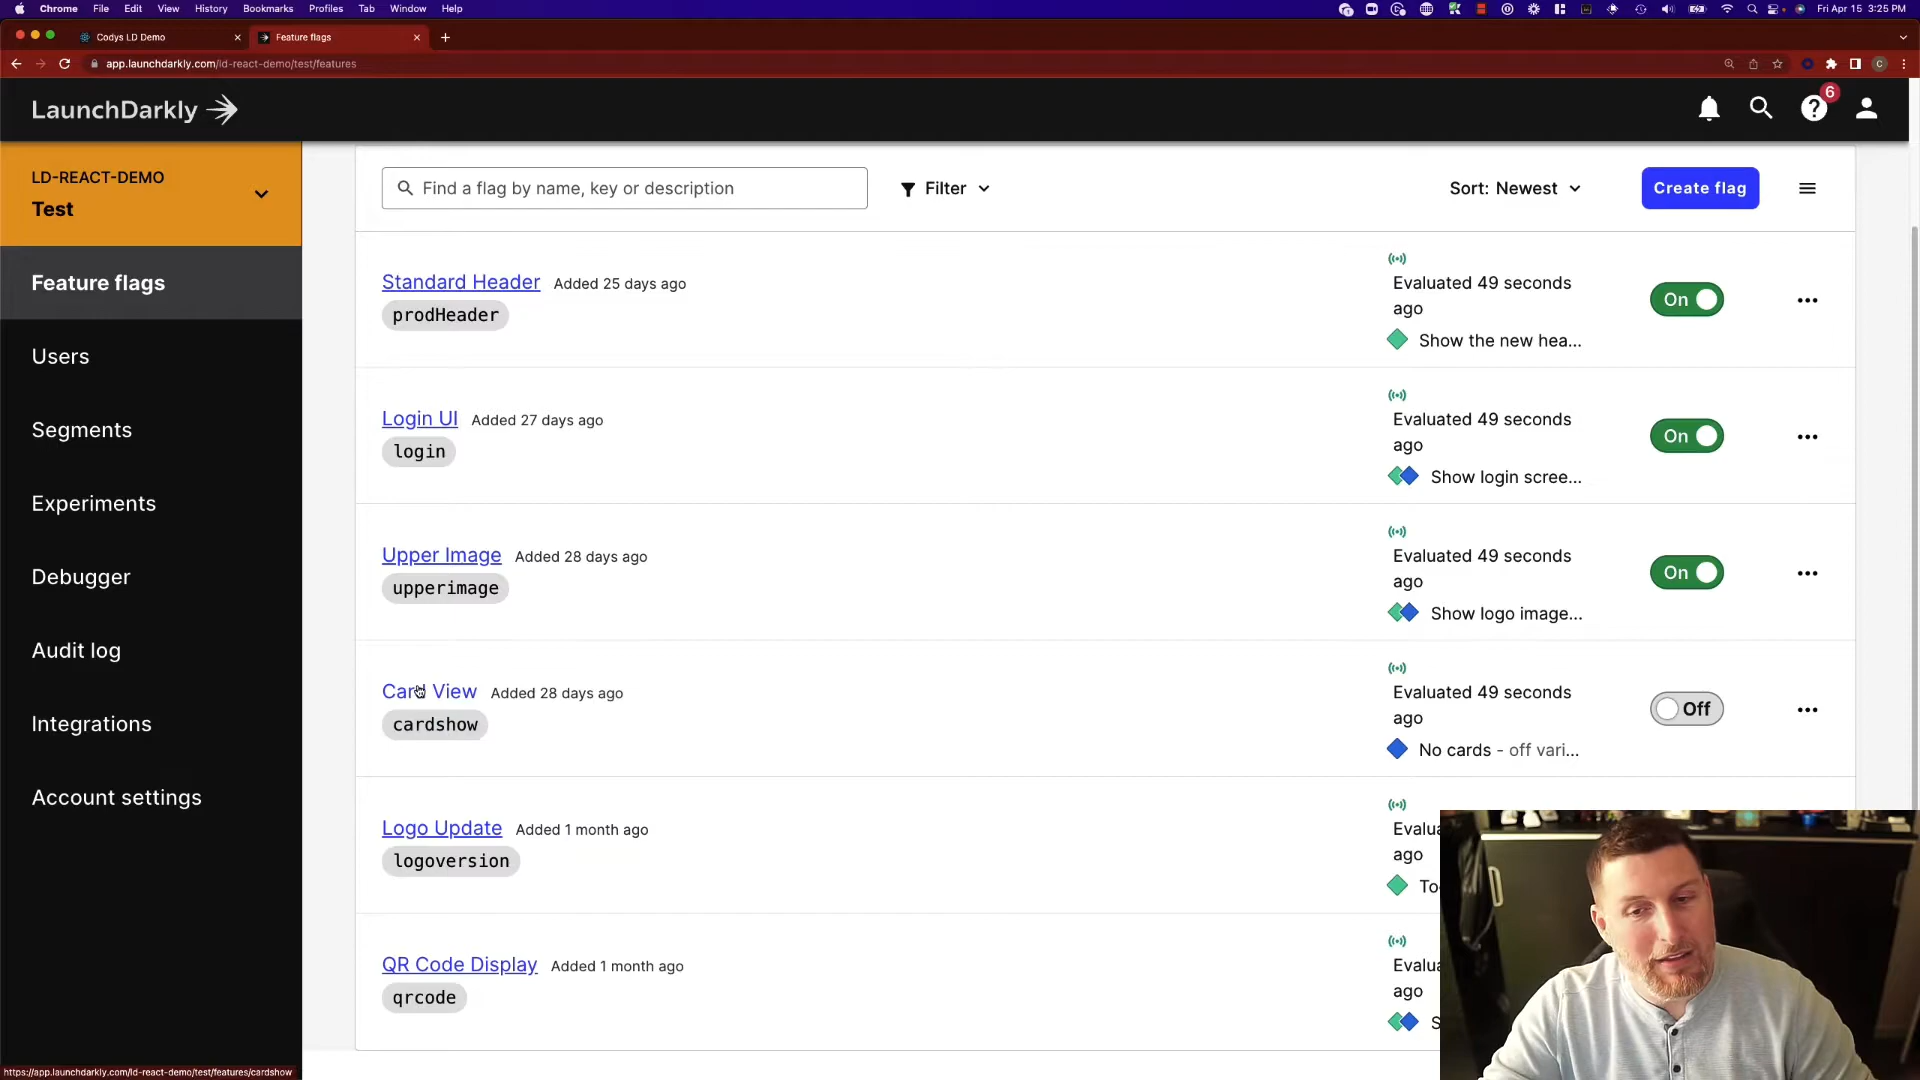 Chrome File Edit View History Bookmarks Profiles Tab Window Help
Fri Apr 15 3:25 PM
Codys LD Demo
Feature flags
app.launchdarkly.com/ld-react-demo/test/features
LaunchDarkly
6
LD-REACT-DEMO
Test
Feature flags
Users
Segments
Experiments
Debugger
Audit log
Integrations
Account settings
Find a flag by name, key or description
Filter
Sort: Newest
Create flag
Standard Header Added 25 days ago
prodHeader
Evaluated 49 seconds
ago
Show the new hea...
On
Login UI Added 27 days ago
login
Evaluated 49 seconds
ago
Show login scree...
On
Upper Image Added 28 days ago
upperimage
Evaluated 49 seconds
ago
Show logo image...
On
Card View Added 28 days ago
cardshow
Evaluated 49 seconds
ago
No cards - off vari...
Off
Logo Update Added 1 month ago
logoversion
Evalua
ago
To
QR Code Display Added 1 month ago
qrcode
Evalua
ago
S
https://app.launchdarkly.com/ld-react-demo/test/features/cardshow